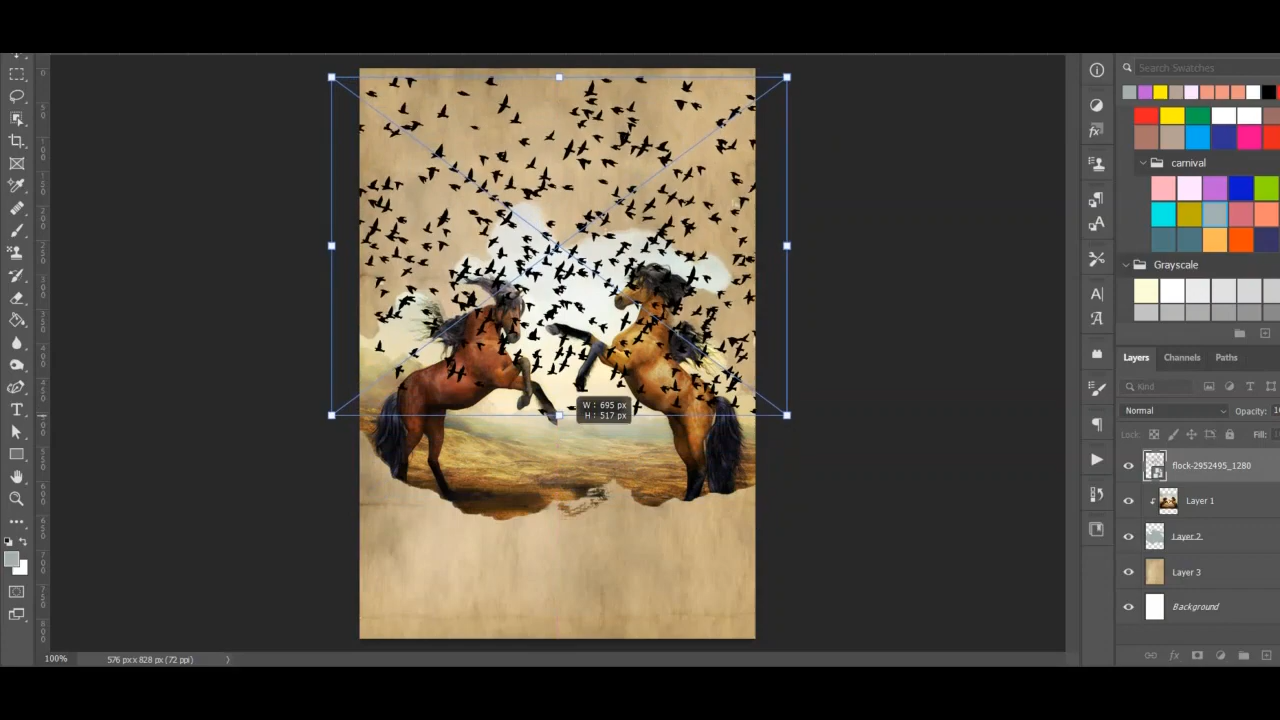 Search Swatches
carnival
Grayscale
Layers Channels Paths
Kind
Normal Opacity: 10
Lock: Fill:
flock-2952495_1280
Layer 1
Layer 2
Layer 3
Background
W: 695 px
H: 517 px
100% 576 px x 828 px (72 ppi)